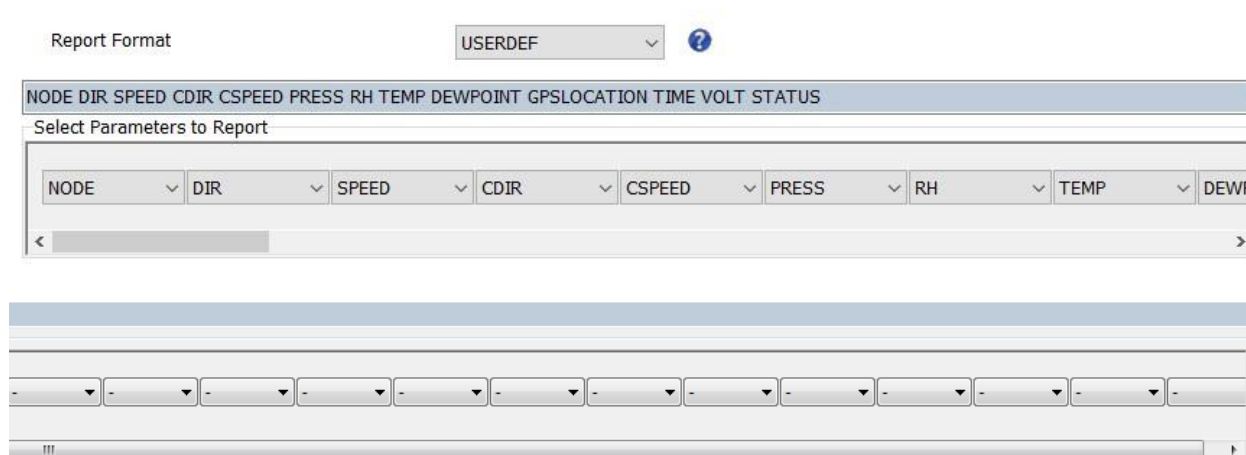 Report Format USERDEF ?
NODE DIR SPEED CDIR CSPEED PRESS RH TEMP DEWPOINT GPSLOCATION TIME VOLT STATUS
Select Parameters to Report
NODE DIR SPEED CDIR CSPEED PRESS RH TEMP
- - - - - - - - - - - - -